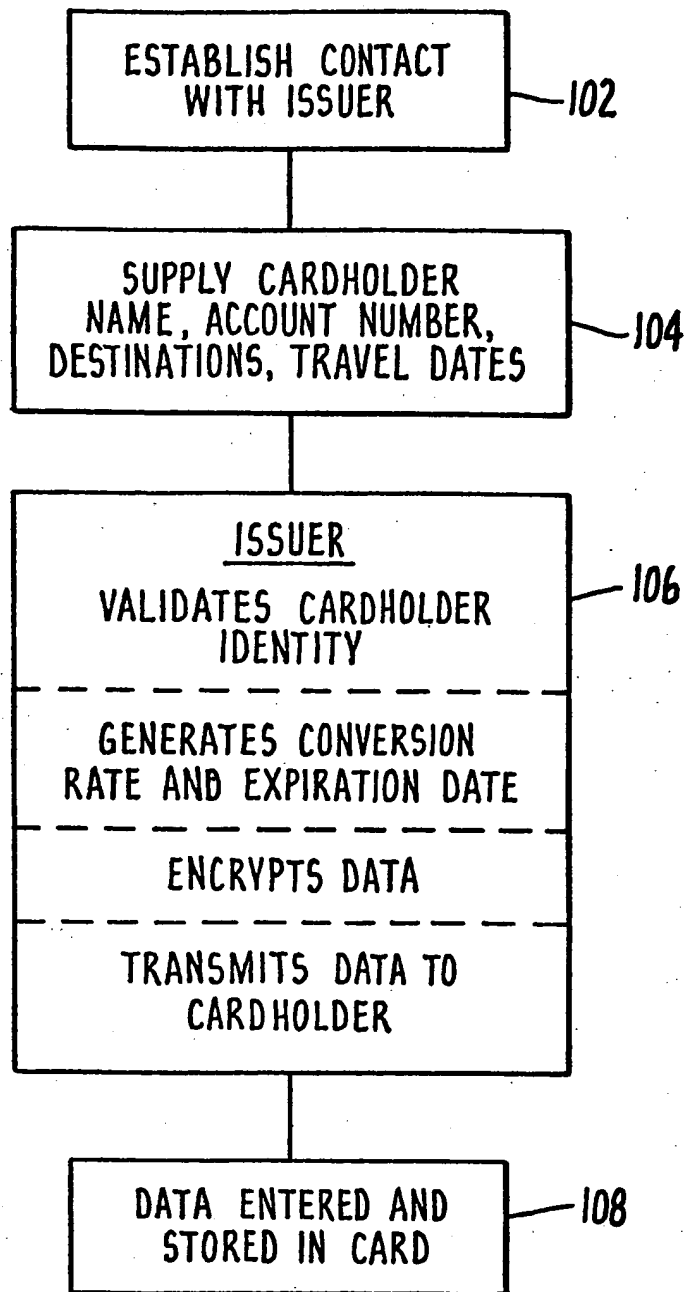 ESTABLISH CONTACT
WITH ISSUER
102
SUPPLY CARDHOLDER
NAME, ACCOUNT NUMBER,
DESTINATIONS, TRAVEL DATES
104
ISSUER
VALIDATES CARDHOLDER
IDENTITY
106
GENERATES CONVERSION
RATE AND EXPIRATION DATE
ENCRYPTS DATA
TRANSMITS DATA TO
CARDHOLDER
DATA ENTERED AND
STORED IN CARD
108